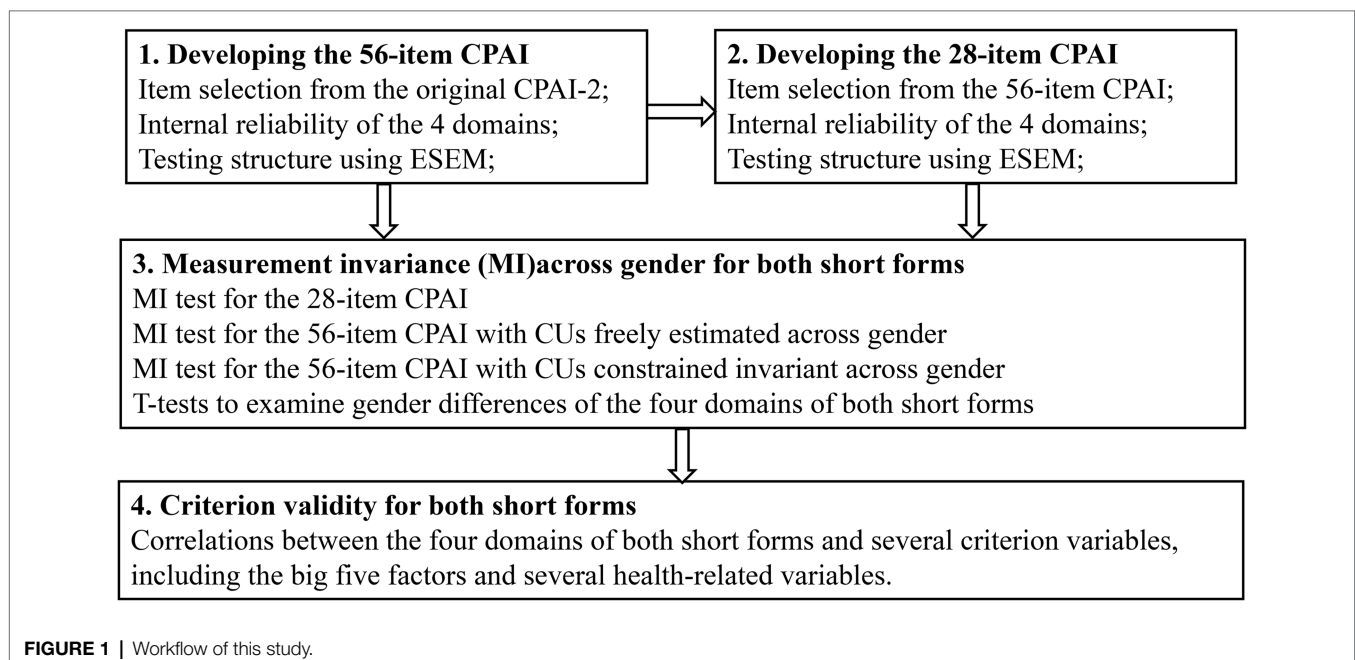 1. Developing the 56-item CPAI
Item selection from the original CPAI-2;
Internal reliability of the 4 domains;
Testing structure using ESEM;
2. Developing the 28-item CPAI
Item selection from the 56-item CPAI;
Internal reliability of the 4 domains;
Testing structure using ESEM;
3. Measurement invariance (MI)across gender for both short forms
MI test for the 28-item CPAI
MI test for the 56-item CPAI with CUs freely estimated across gender
MI test for the 56-item CPAI with CUs constrained invariant across gender
T-tests to examine gender differences of the four domains of both short forms
4. Criterion validity for both short forms
Correlations between the four domains of both short forms and several criterion variables,
including the big five factors and several health-related variables.
FIGURE 1 | Workflow of this study.